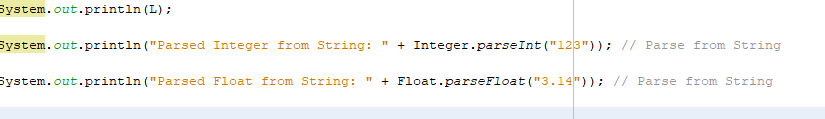 System.out.println(L);
System.out.println("Parsed Integer from String: " + Integer.parseInt("123")); // Parse from String
System.out.println("Parsed Float from String: " + Float.parseFloat("3.14")); // Parse from String